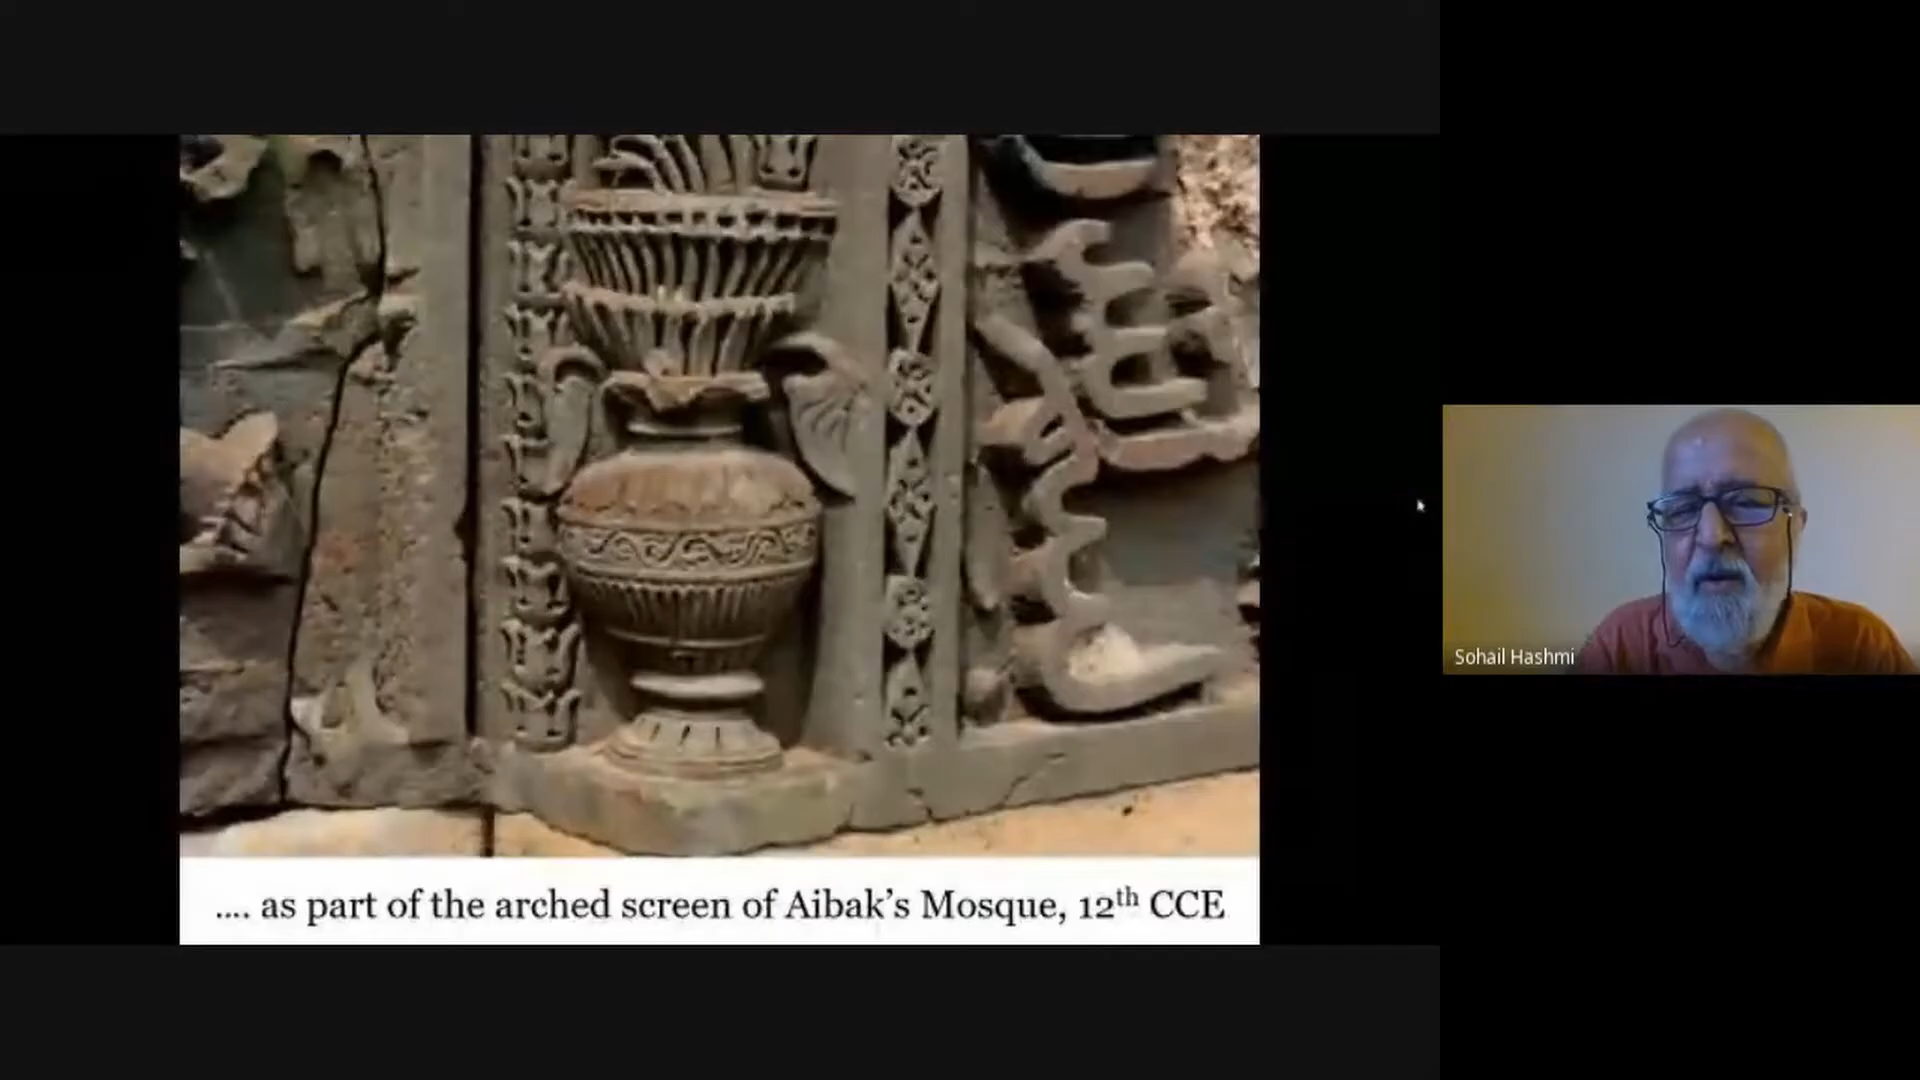 .... as part of the arched screen of Aibak's Mosque, 12th CCE
Sohail Hashmi